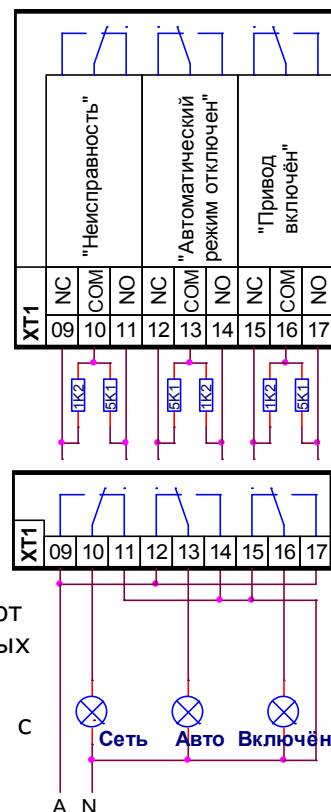 "Неисправность"
"Автоматический
режим отключен"
"Привод
включён"
XT1
NC COM NO NC COM NO NC COM NO
09 10 11 12 13 14 15 16 17
1K2 5K1 5K1 1K2 1K2 5K1
XT1 09 10 11 12 13 14 15 16 17
от
ых
с
Сеть Авто Включён
A N